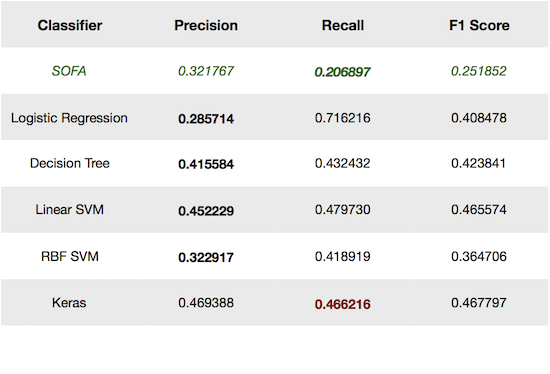 Classifier Precision Recall F1 Score
SOFA 0.321767 0.206897 0.251852
Logistic Regression 0.285714 0.716216 0.408478
Decision Tree 0.415584 0.432432 0.423841
Linear SVM 0.452229 0.479730 0.465574
RBF SVM 0.322917 0.418919 0.364706
Keras 0.469388 0.466216 0.467797